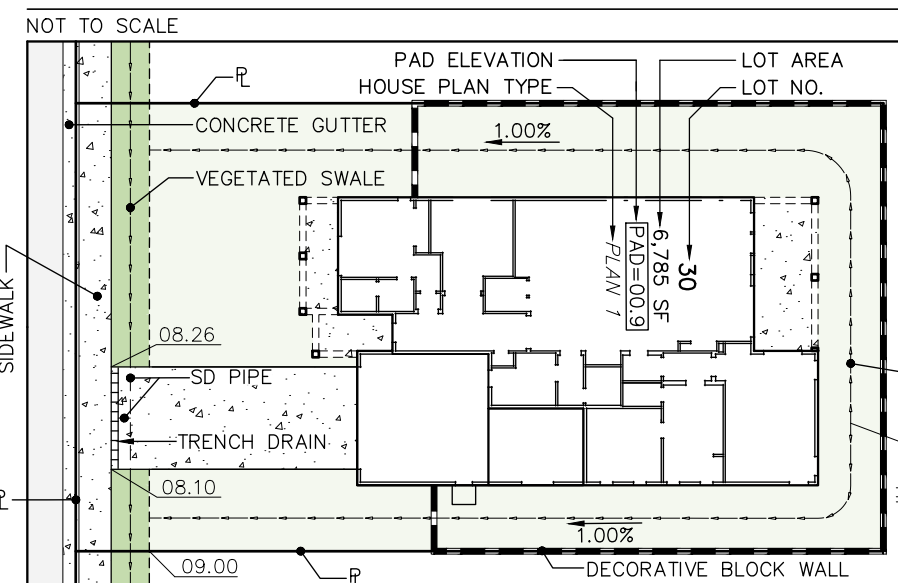 NOT TO SCALE
PL
PAD ELEVATION
LOT AREA
HOUSE PLAN TYPE
LOT NO.
CONCRETE GUTTER
1.00%
VEGETATED SWALE
30
6,785 SF
PAD=00.9
PLAN 1
SIDEWALK
08.26
SD PIPE
TRENCH DRAIN
08.10
1.00%
09.00
PL
DECORATIVE BLOCK WALL